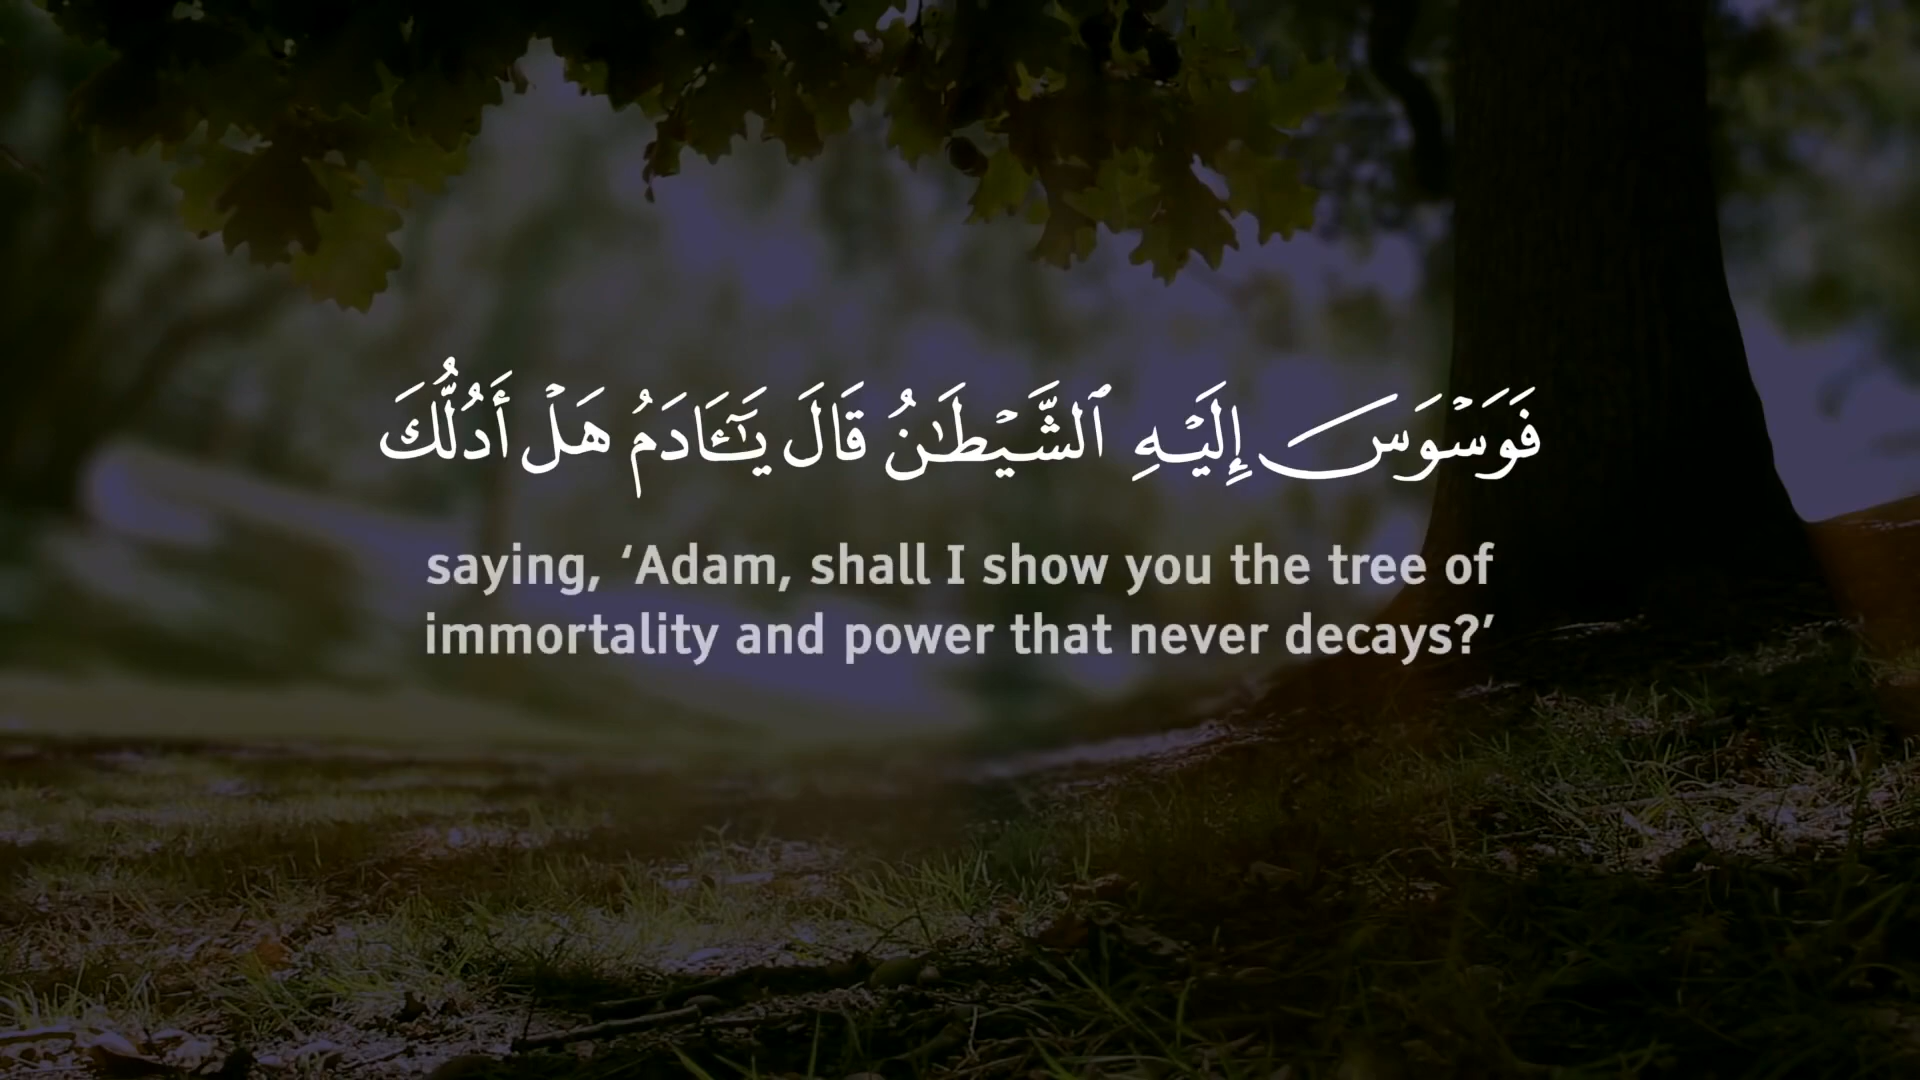 فَوَسْوَسَ إِلَيْهِ ٱلشَّيْطَـٰنُ قَالَ يَـٰٓـَٔادَمُ هَلْ أَدُلُّكَ
saying, ‘Adam, shall I show you the tree of
immortality and power that never decays?’